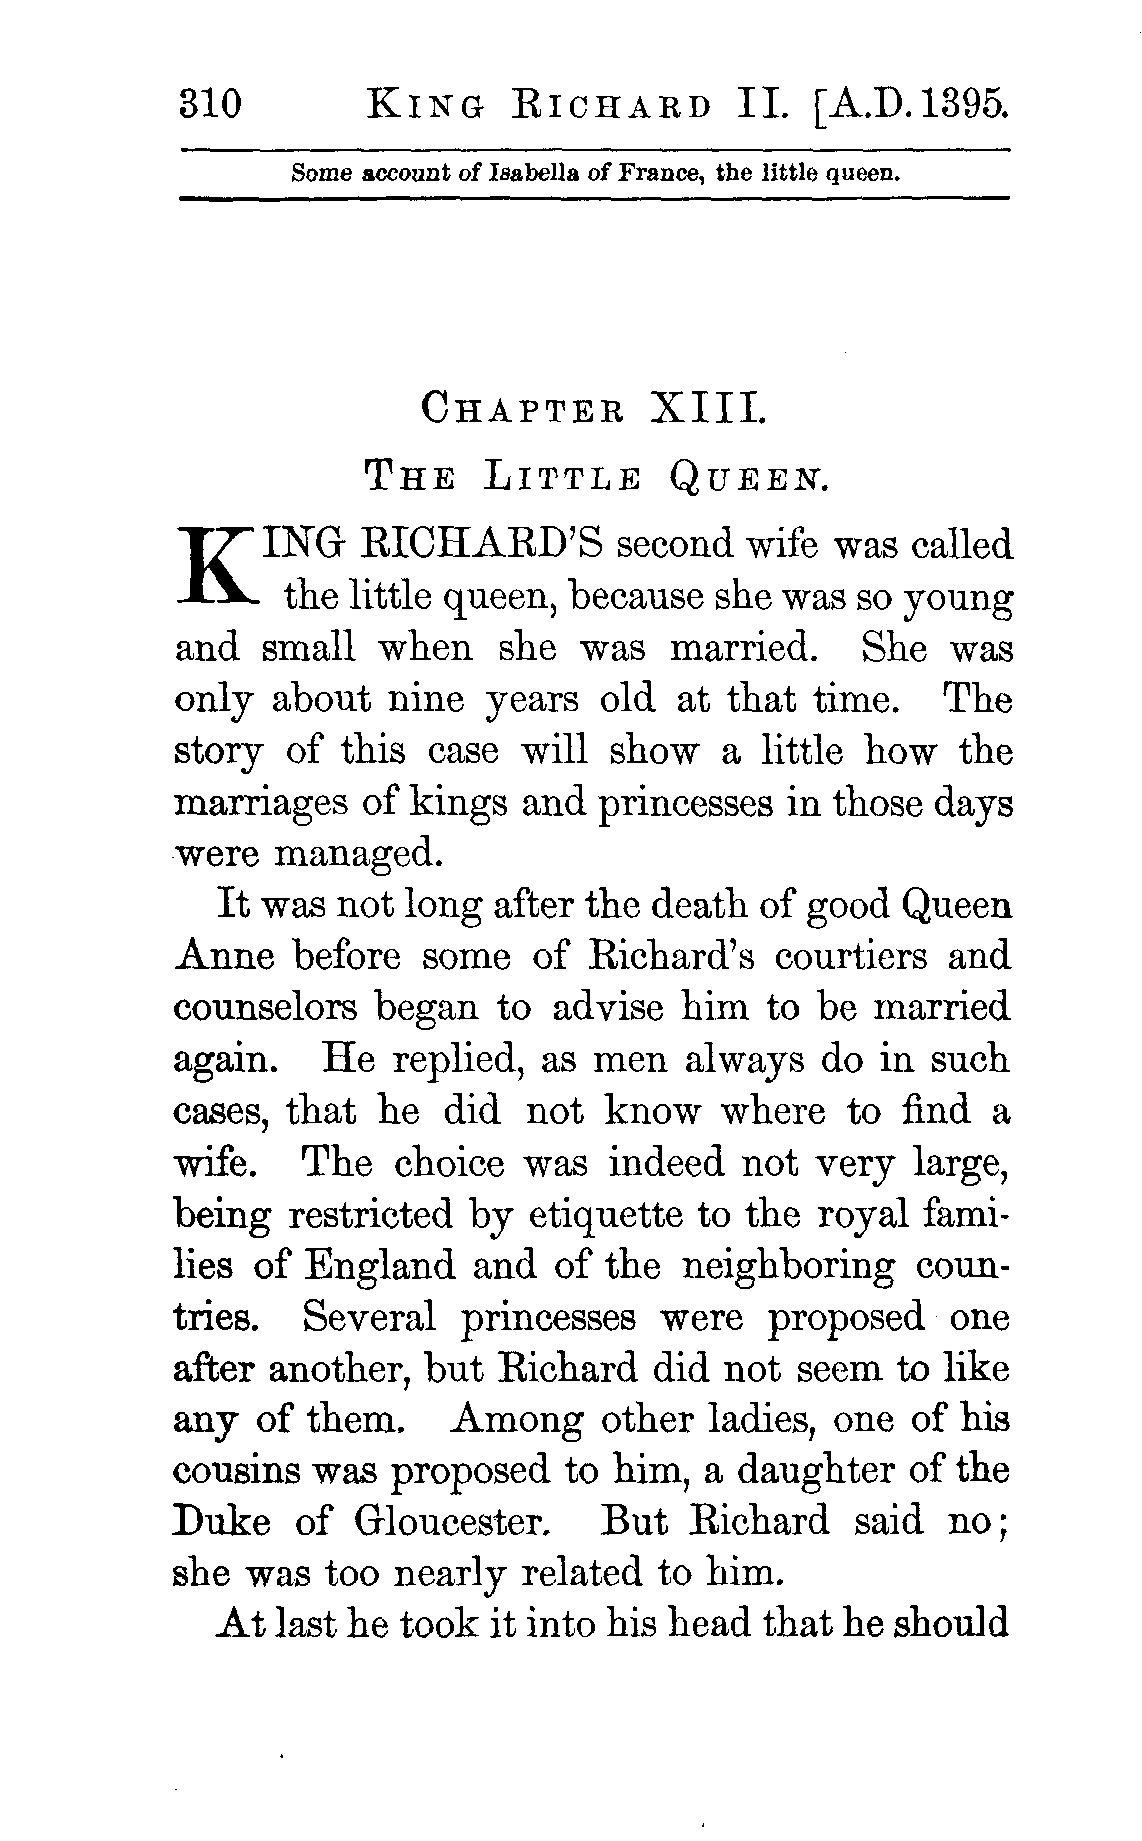 310 KING RICHARD II. [A.D. 1395.
Some account of Isabella of France, the little queen.
CHAPTER XIII.
THE LITTLE QUEEN.
KING RICHARD'S second wife was called
the little queen, because she was so young
and small when she was married. She was
only about nine years old at that time. The
story of this case will show a little how the
marriages of kings and princesses in those days
were managed.
It was not long after the death of good Queen
Anne before some of Richard's courtiers and
counselors began to advise him to be married
again. He replied, as men always do in such
cases, that he did not know where to find a
wife. The choice was indeed not very large,
being restricted by etiquette to the royal fami-
lies of England and of the neighboring coun-
tries. Several princesses were proposed one
after another, but Richard did not seem to like
any of them. Among other ladies, one of his
cousins was proposed to him, a daughter of the
Duke of Gloucester. But Richard said no;
she was too nearly related to him.
At last he took it into his head that he should